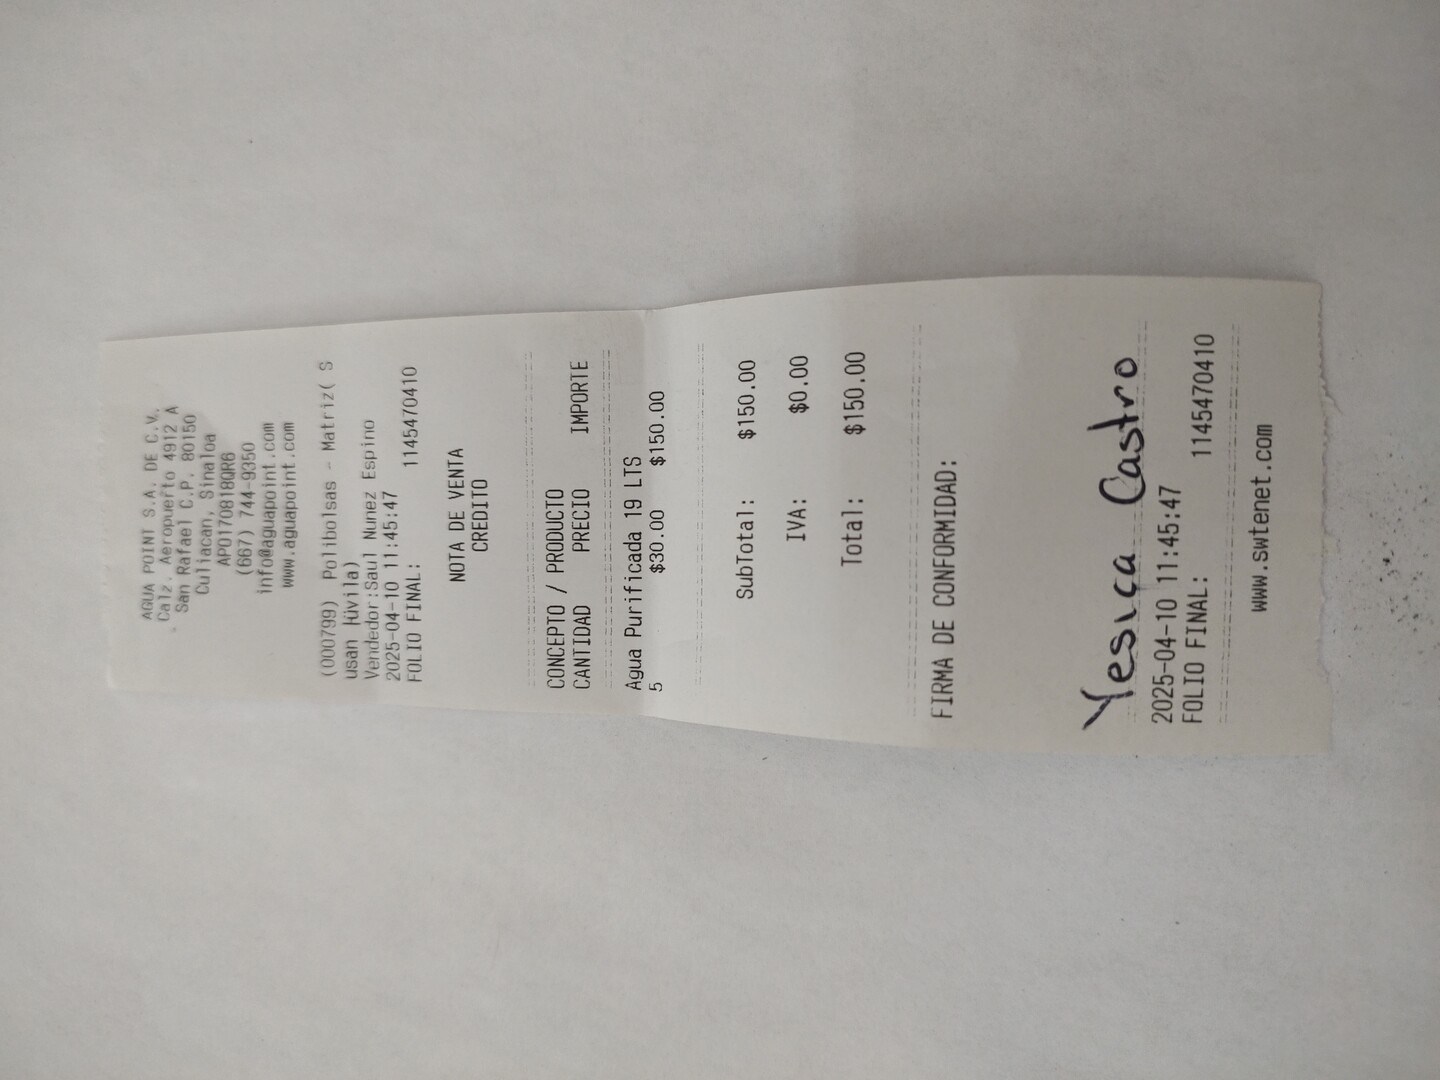 AGUA POINT S.A. DE C.V.
Calz. Aeropuerto 4912 A
San Rafael C.P. 80150
Culiacan, Sinaloa
APO170818QR6
(667) 744-9350
info@aguapoint.com
www.aguapoint.com
(000799) Polibolsas - Matriz( S
usan
Vendedor:Saul Nunez Espino
2025-04-10 11:45:47
FOLIO FINAL: 1145470410
NOTA DE VENTA
CREDITO
CONCEPTO / PRODUCTO
CANTIDAD PRECIO IMPORTE
Agua Purificada 19 LTS
5 $30.00 $150.00
SubTotal: $150.00
IVA: $0.00
Total: $150.00
FIRMA DE CONFORMIDAD:
Yesica Castro
2025-04-10 11:45:47
FOLIO FINAL: 1145470410
www.swtenet.com